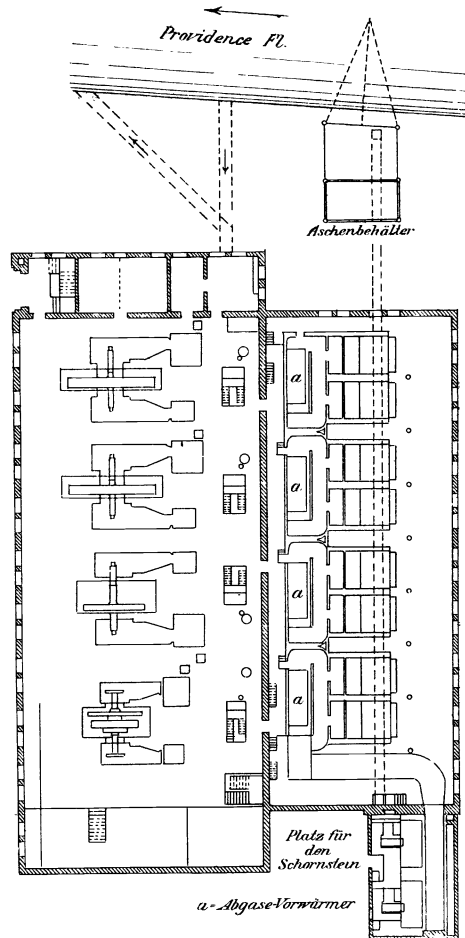 Providence Fl.
Aschenbehälter
a
a
a
a
Platz für
den
Schornstein
a = Abgase-Vorwärmer